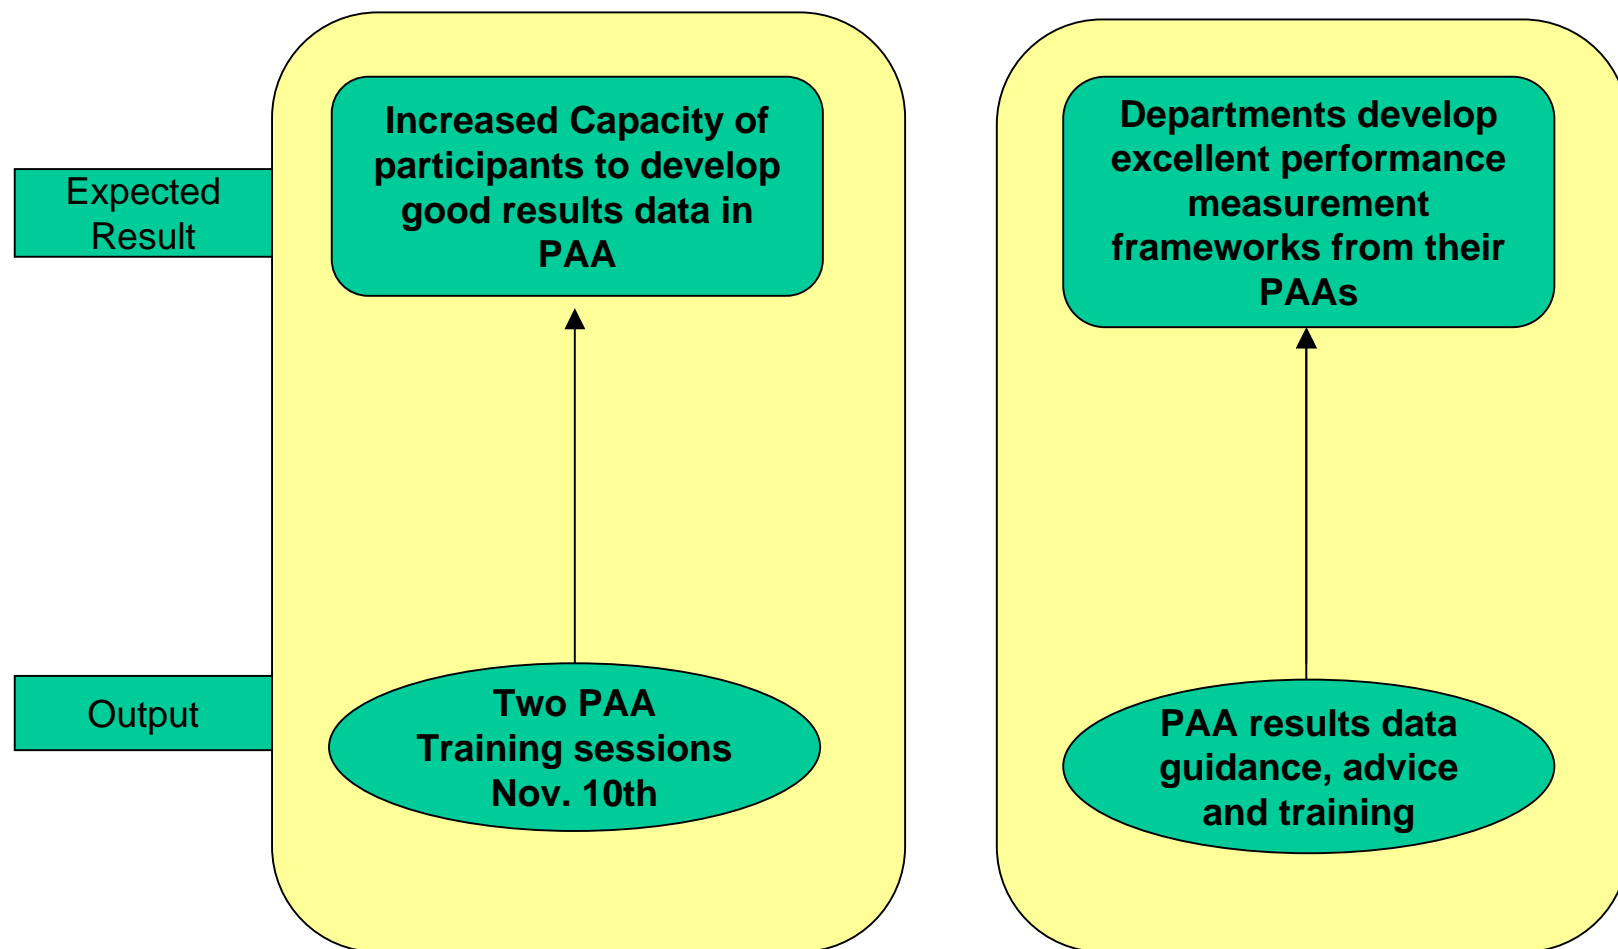 Expected
Result
Increased Capacity of
participants to develop
good results data in
PAA
Departments develop
excellent performance
measurement
frameworks from their
PAAs
Output
Two PAA
Training sessions
Nov. 10th
PAA results data
guidance, advice
and training